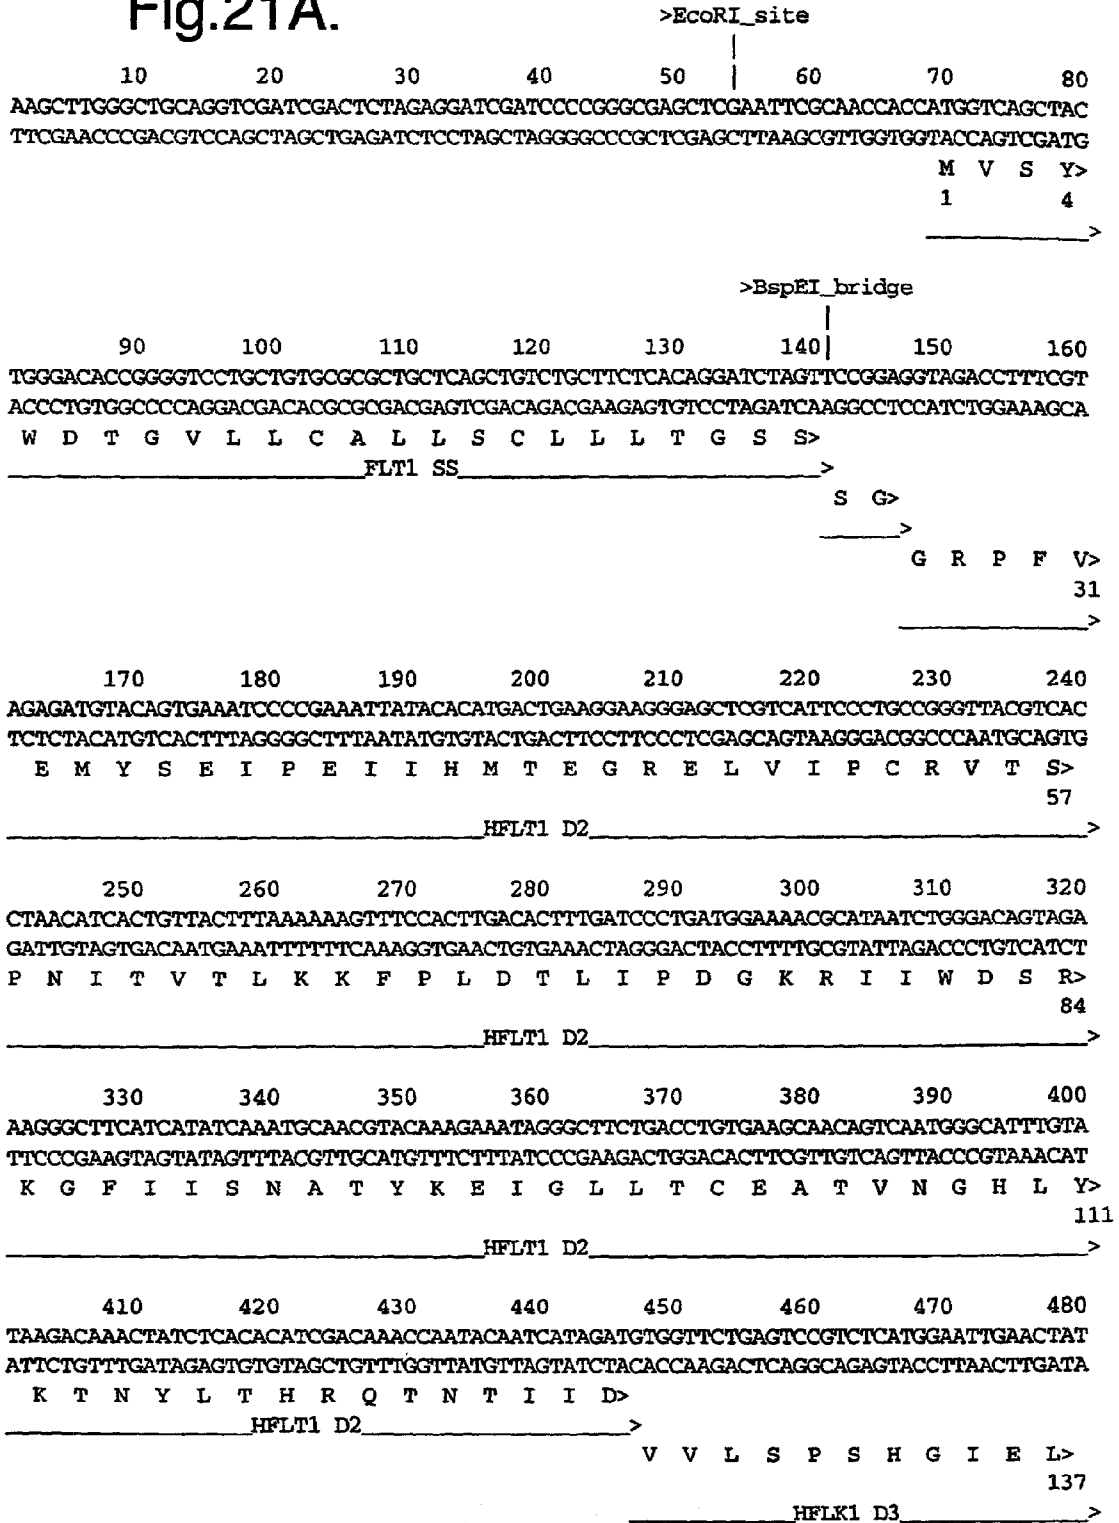 Fig.21A.
>EcoRI_site
10 20 30 40 50 60 70 80
AAGCTTGGGCTGCAGGTCGATCGACTCTAGAGGATCGATCCCCGGGCGAGCTCGAATTCGCAACCACCATGGTCAGCTAC
TTCGAACCCGACGTCCAGCTAGCTGAGATCTCCTAGCTAGGGGCCCGCTCGAGCTTAAGCGTTGGTGGTACCAGTCGATG
M V S Y>
1 4
>
>BspEI_bridge
90 100 110 120 130 140 150 160
TGGGACACCGGGGTCCTGCTGTGCGCGCTGCTCAGCTGTCTGCTTCTCACAGGATCTAGTTCCGGAGGTAGACCTTTCGT
ACCCTGTGGCCCCAGGACGACACGCGCGACGAGTCGACAGACGAAGAGTGTCCTAGATCAAGGCCTCCATCTGGAAAGCA
W D T G V L L C A L L S C L L L T G S S>
FLT1 SS >
S G>
>
G R P F V>
31
>
170 180 190 200 210 220 230 240
AGAGATGTACAGTGAAATCCCCGAAATTATACACATGACTGAAGGAAGGGAGCTCGTCATTCCCTGCCGGGTTACGTCAC
TCTCTACATGTCACTTTAGGGGCTTTAATATGTGTACTGACTTCCTTCCCTCGAGCAGTAAGGGACGGCCCAATGCAGTG
E M Y S E I P E I I H M T E G R E L V I P C R V T S>
57
HFLT1 D2 >
250 260 270 280 290 300 310 320
CTAACATCACTGTTACTTTAAAAAAGTTTCCACTTGACACTTTGATCCCTGATGGAAAACGCATAATCTGGGACAGTAGA
GATTGTAGTGACAATGAAATTTTTTCAAAGGTGAACTGTGAAACTAGGGACTACCTTTTGCGTATTAGACCCTGTCATCT
P N I T V T L K K F P L D T L I P D G K R I I W D S R>
84
HFLT1 D2 >
330 340 350 360 370 380 390 400
AAGGGCTTCATCATATCAAATGCAACGTACAAAGAAATAGGGCTTCTGACCTGTGAAGCAACAGTCAATGGGCATTTGTA
TTCCCGAAGTAGTATAGTTTACGTTGCATGTTTCTTTATCCCGAAGACTGGACACTTCGTTGTCAGTTACCCGTAAACAT
K G F I I S N A T Y K E I G L L T C E A T V N G H L Y>
111
HFLT1 D2 >
410 420 430 440 450 460 470 480
TAAGACAAACTATCTCACACATCGACAAACCAATACAATCATAGATGTGGTTCTGAGTCCGTCTCATGGAATTGAACTAT
ATTCTGTTTGATAGAGTGTGTAGCTGTTTGGTTATGTTAGTATCTACACCAAGACTCAGGCAGAGTACCTTAACTTGATA
K T N Y L T H R Q T N T I I D>
HFLT1 D2 >
V V L S P S H G I E L>
137
HFLK1 D3 >